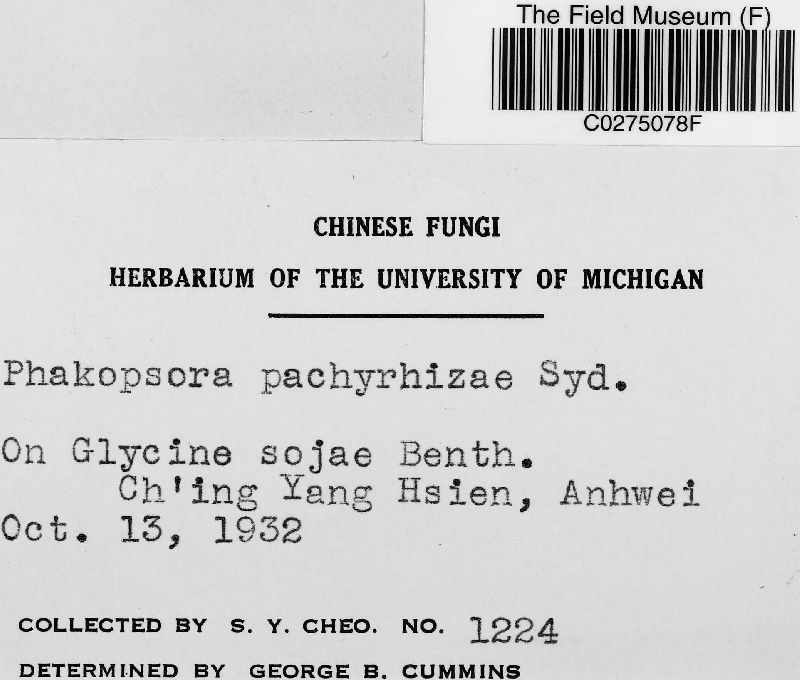 The Field Museum (F)
C0275078F
CHINESE FUNGI
HERBARIUM OF THE UNIVERSITY OF MICHIGAN
Phakopsora pachyrhizae Syd.
On Glycine sojae Benth.
Ch'ing Yang Hsien, Anhwei
Oct. 13, 1932
COLLECTED BY S. Y. CHEO. NO. 1224
DETERMINED BY GEORGE B. CUMMINS